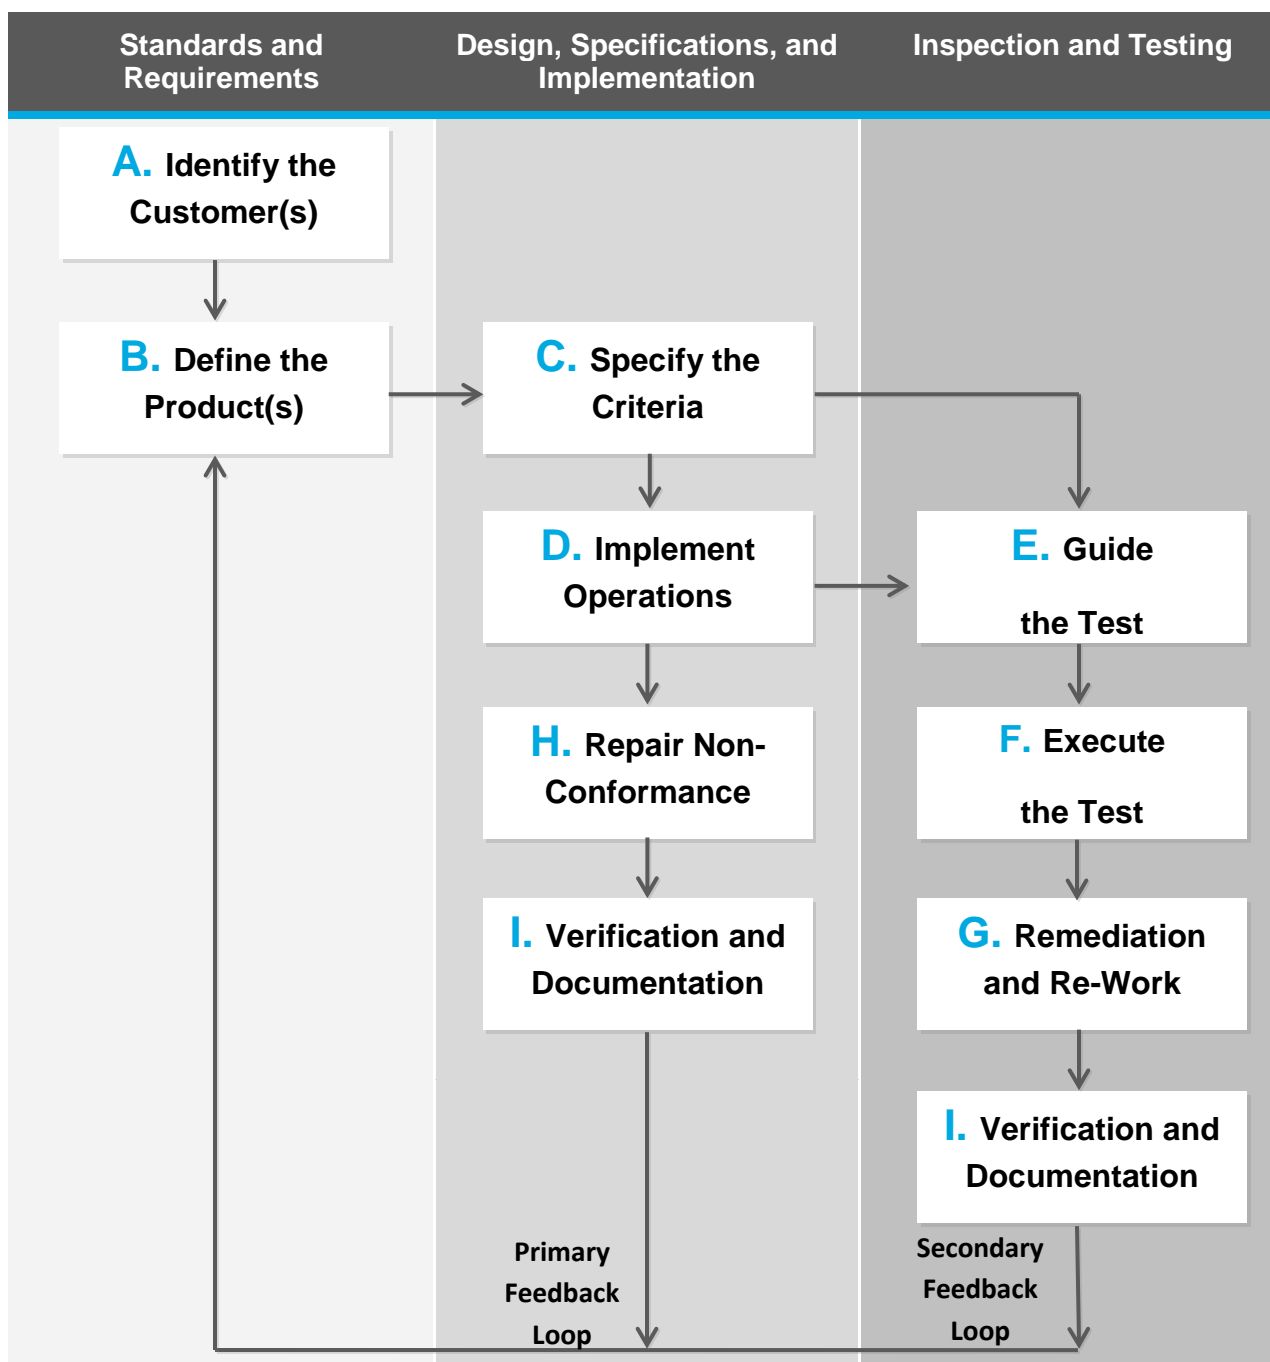 Standards and
Requirements
Design, Specifications, and
Implementation
Inspection and Testing
A. Identify the
Customer(s)
B. Define the
Product(s)
C. Specify the
Criteria
D. Implement
Operations
E. Guide
the Test
H. Repair Non-
Conformance
F. Execute
the Test
I. Verification and
Documentation
G. Remediation
and Re-Work
I. Verification and
Documentation
Primary
Feedback
Loop
Secondary
Feedback
Loop